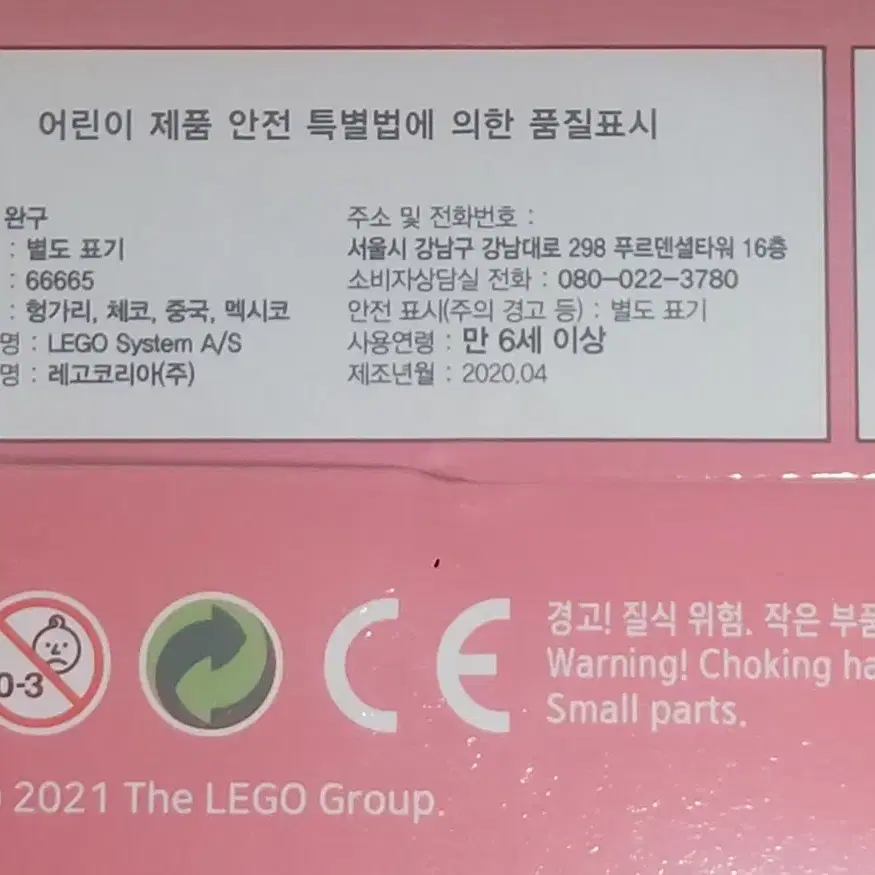 어린이 제품 안전 특별법에 의한 품질표시
완구
: 별도 표기
: 66665
: 헝가리, 체코, 중국, 멕시코
명 : LEGO System A/S
명 : 레고코리아(주)
주소 및 전화번호 :
서울시 강남구 강남대로 298 푸르덴셜타워 16층
소비자상담실 전화 : 080-022-3780
안전 표시(주의 경고 등) : 별도 표기
사용연령 : 만 6세 이상
제조년월 : 2020.04
0-3
CE
경고! 질식 위험. 작은 부품
Warning! Choking ha
Small parts.
2021 The LEGO Group.